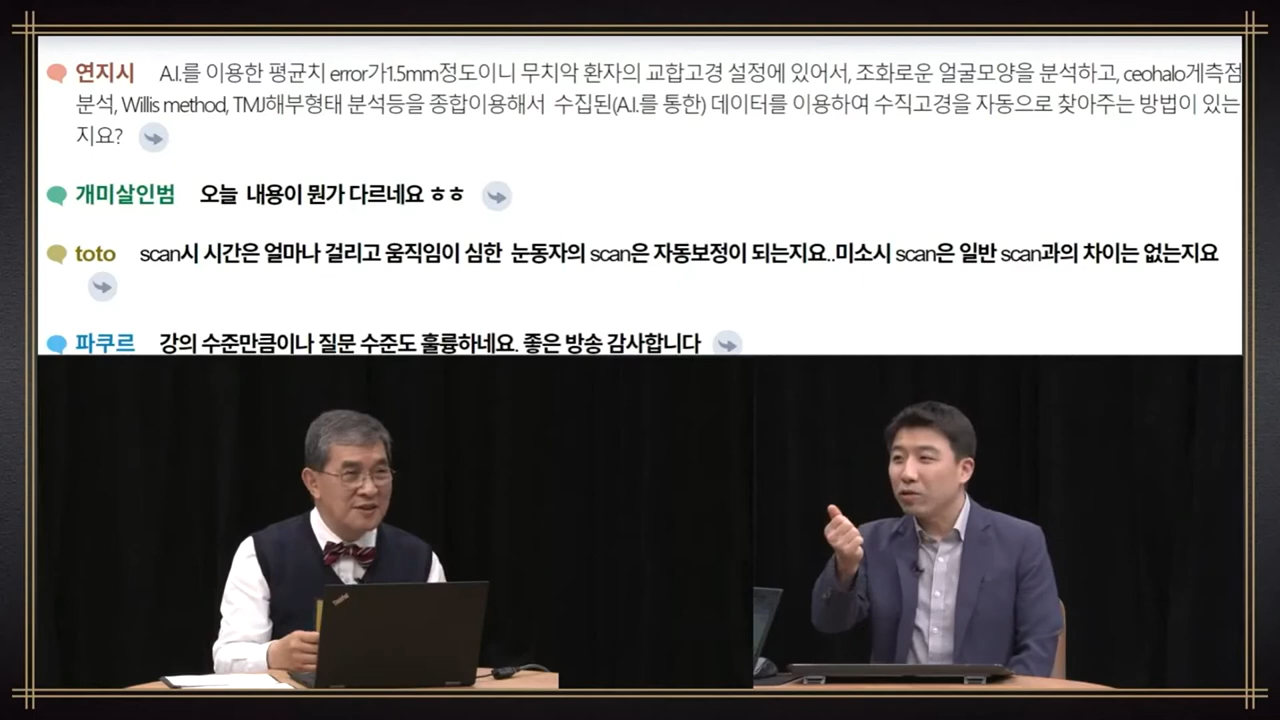 연지시 A.I.를 이용한 평균치 error가1.5mm정도이니 무치악 환자의 교합고경 설정에 있어서, 조화로운 얼굴모양을 분석하고, ceohalo계측점
분석, Willis method, TMJ해부형태 분석등을 종합이용해서 수집된(A.I.를 통한) 데이터를 이용하여 수직고경을 자동으로 찾아주는 방법이 있는
지요?
개미살인범 오늘 내용이 뭔가 다르네요 ㅎㅎ
toto scan시 시간은 얼마나 걸리고 움직임이 심한 눈동자의 scan은 자동보정이 되는지요..미소시 scan은 일반 scan과의 차이는 없는지요
파쿠르 강의 수준만큼이나 질문 수준도 훌륭하네요. 좋은 방송 감사합니다
ThinkPad